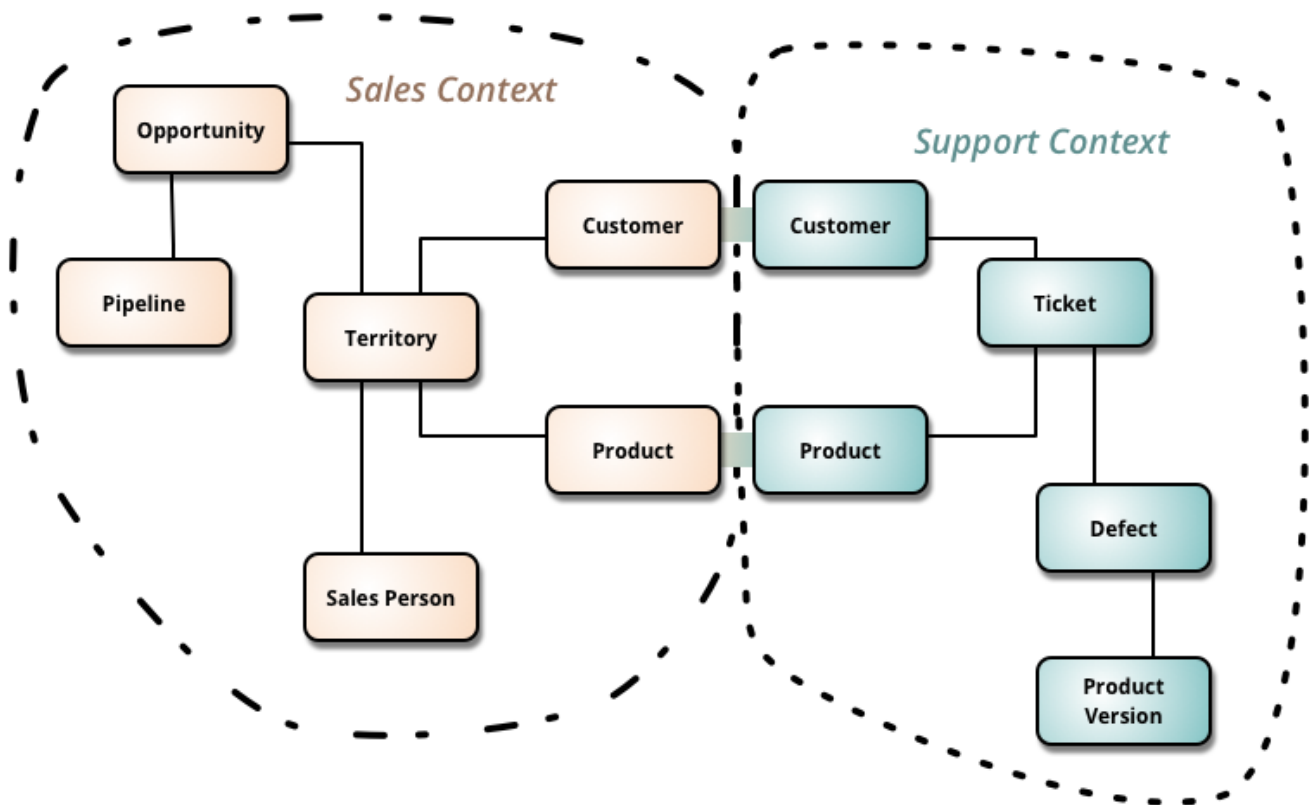 Sales Context
Opportunity
Support Context
Customer
Customer
Pipeline
Ticket
Territory
Product
Product
Defect
Sales Person
Product
Version